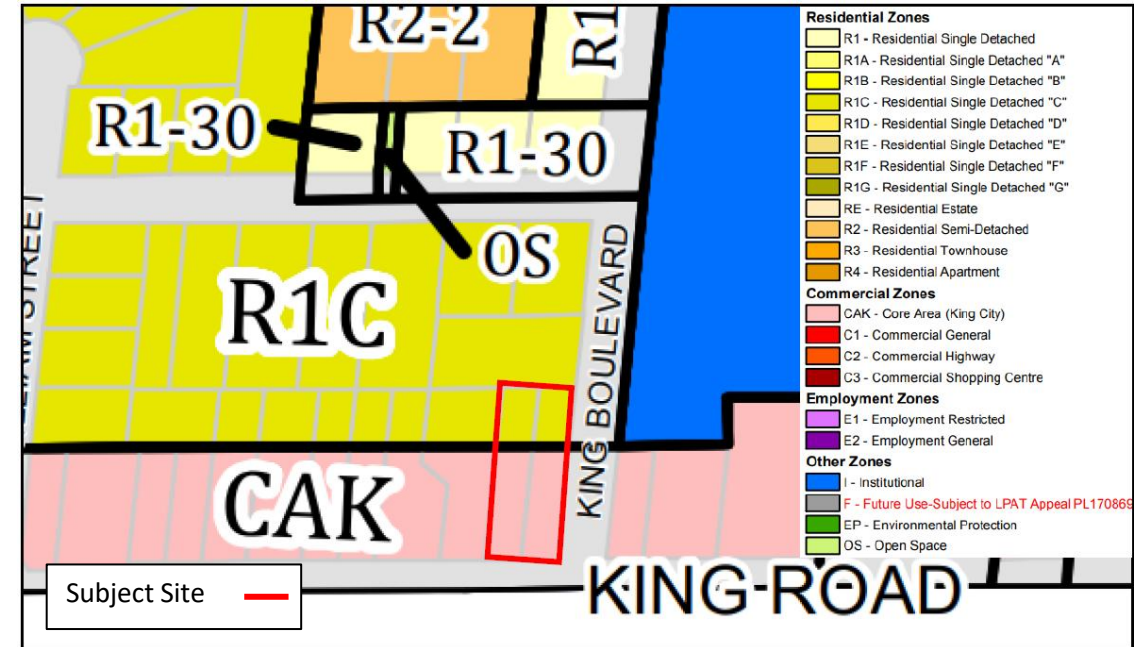 R2-2
R1
R1-30
R1-30
OS
R1C
LLIAM STREET
KING BOULEVARD
KING BOULEVARD
CAK
KING ROAD
Subject Site
Residential Zones
R1 - Residential Single Detached
R1A - Residential Single Detached "A"
R1B - Residential Single Detached "B"
R1C - Residential Single Detached "C"
R1D - Residential Single Detached "D"
R1E - Residential Single Detached "E"
R1F - Residential Single Detached "F"
R1G - Residential Single Detached "G"
RE - Residential Estate
R2 - Residential Semi-Detached
R3 - Residential Townhouse
R4 - Residential Apartment
Commercial Zones
CAK - Core Area (King City)
C1 - Commercial General
C2 - Commercial Highway
C3 - Commercial Shopping Centre
Employment Zones
E1 - Employment Restricted
E2 - Employment General
Other Zones
I - Institutional
F - Future Use-Subject to LPAT Appeal PL170869
EP - Environmental Protection
OS - Open Space